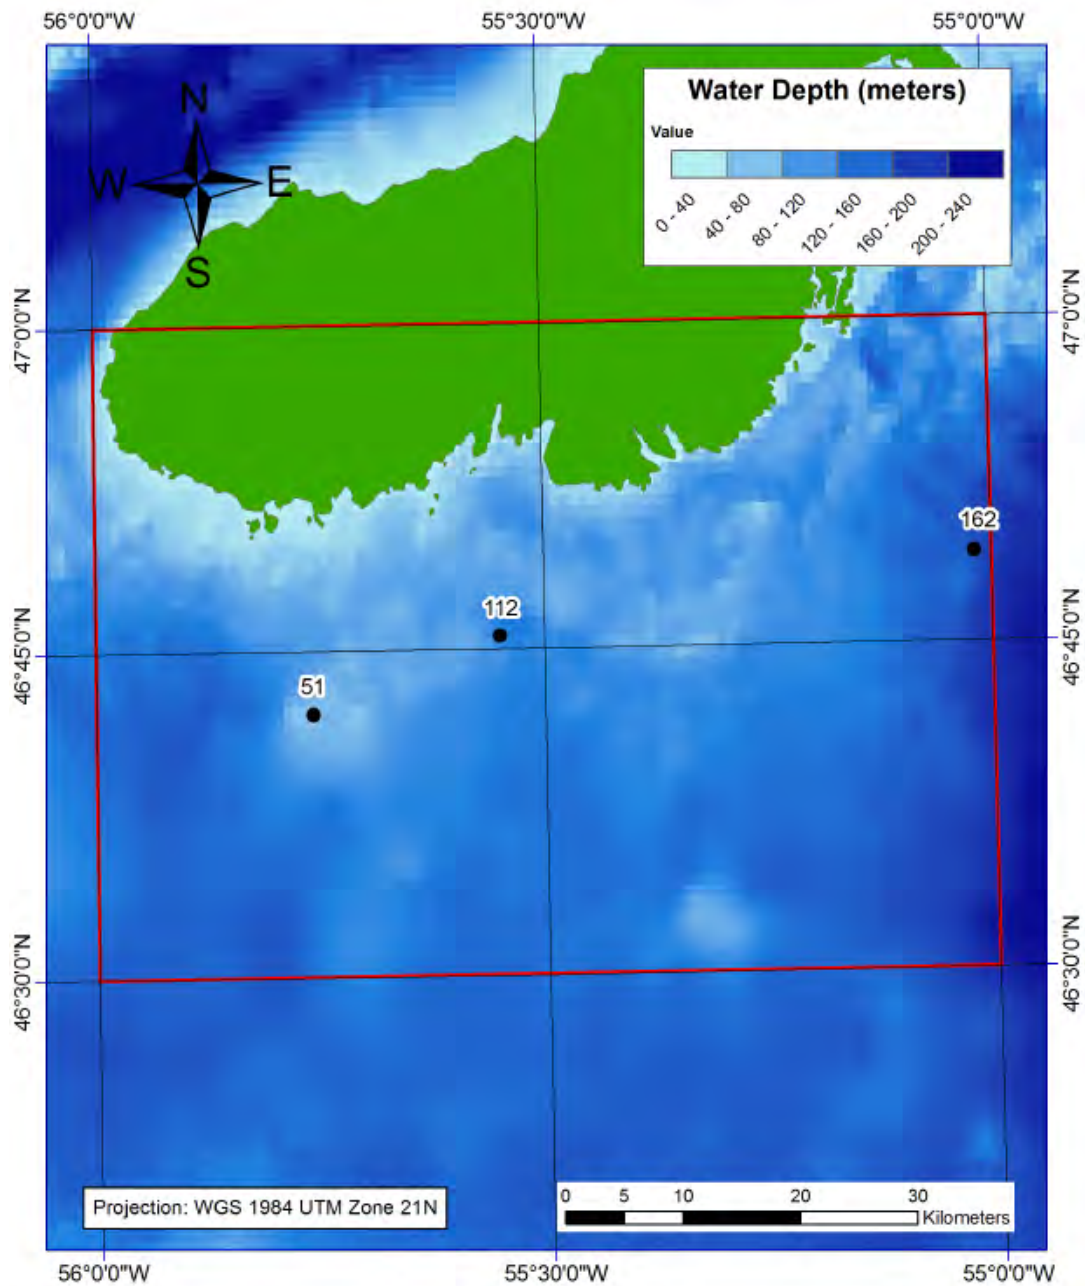 56°0'0"W
55°30'0"W
55°0'0"W
Water Depth (meters)
Value
0 - 40
40 - 80
80 - 120
120 - 160
160 - 200
200 - 240
N
W
E
S
47°0'0"N
47°0'0"N
162
112
46°45'0"N
46°45'0"N
51
46°30'0"N
46°30'0"N
Projection: WGS 1984 UTM Zone 21N
0 5 10 20 30
Kilometers
56°0'0"W
55°30'0"W
55°0'0"W